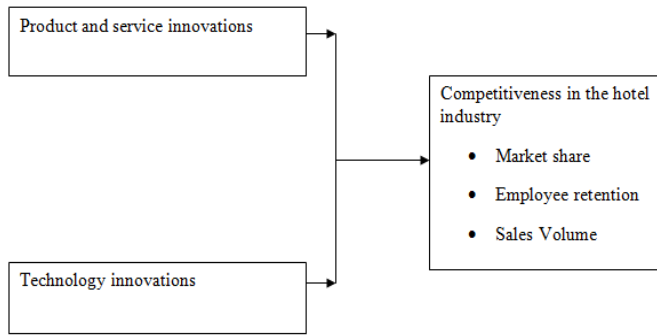 Product and service innovations
Competitiveness in the hotel
industry
• Market share
• Employee retention
• Sales Volume
Technology innovations